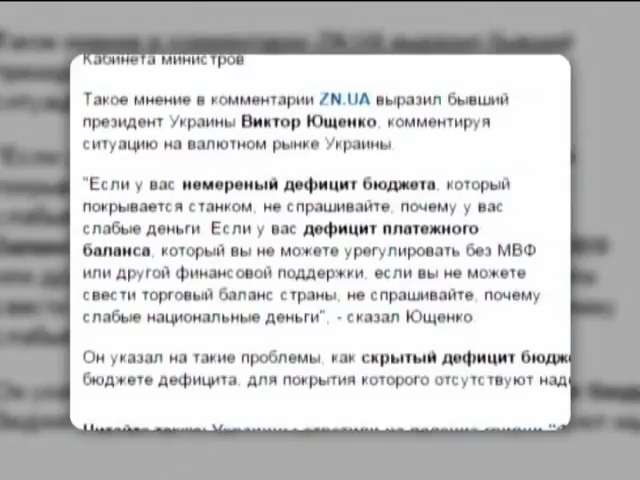 Кабинета министров
Такое мнение в комментарии ZN.UA выразил бывший
президент Украины Виктор Ющенко, комментируя
ситуацию на валютном рынке Украины.
"Если у вас немереный дефицит бюджета, который
покрывается станком, не спрашивайте, почему у вас
слабые деньги. Если у вас дефицит платежного
баланса, который вы не можете урегулировать без МВФ
или другой финансовой поддержки, если вы не можете
свести торговый баланс страны, не спрашивайте, почему
слабые национальные деньги", - сказал Ющенко.
Он указал на такие проблемы, как скрытый дефицит
бюджете дефицита, для покрытия которого отсутствуют
Читайте также: